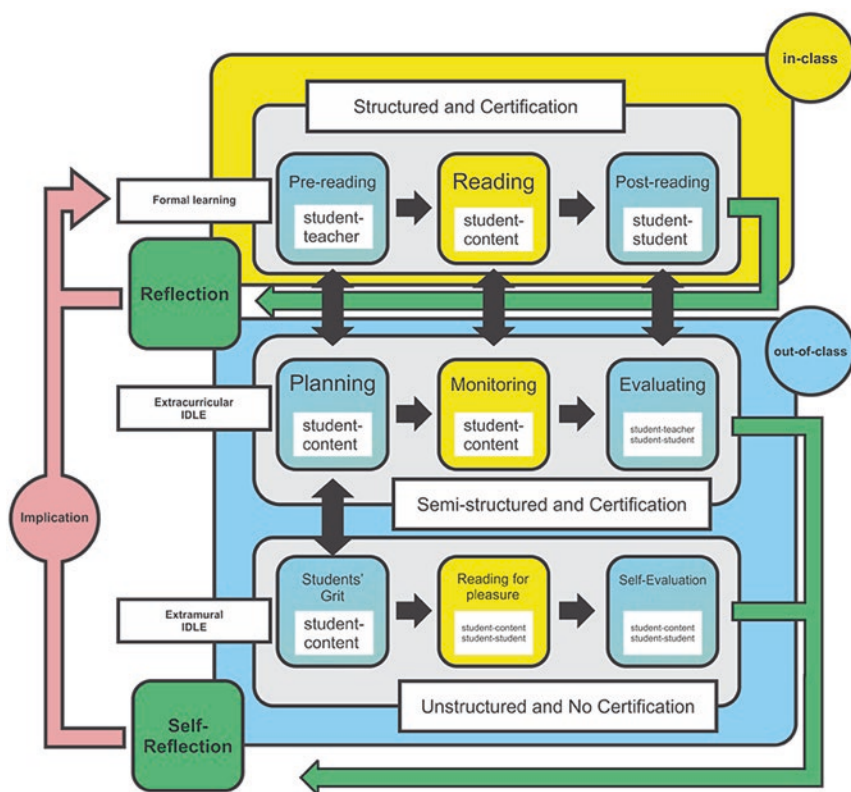 in-class
Structured and Certification
Formal learning
Pre-reading
student-
teacher
Reading
student-
content
Post-reading
student-
student
Reflection
out-of-class
Extracurricular
IDLE
Planning
student-
content
Monitoring
student-
content
Evaluating
student-teacher
student-student
Semi-structured and Certification
Implication
Extramural
IDLE
Students'
Grit
student-
content
Reading for
pleasure
student-content
student-student
Self-Evaluation
student-content
student-student
Unstructured and No Certification
Self-
Reflection